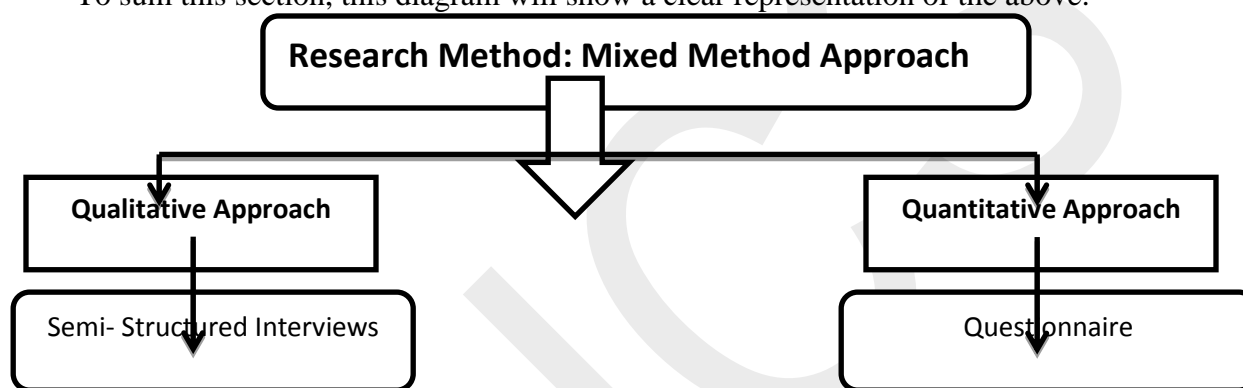 To sum this section, this diagram will show a clear representation of the above:
Research Method: Mixed Method Approach
Qualitative Approach
Quantitative Approach
Semi- Structured Interviews
Questionnaire